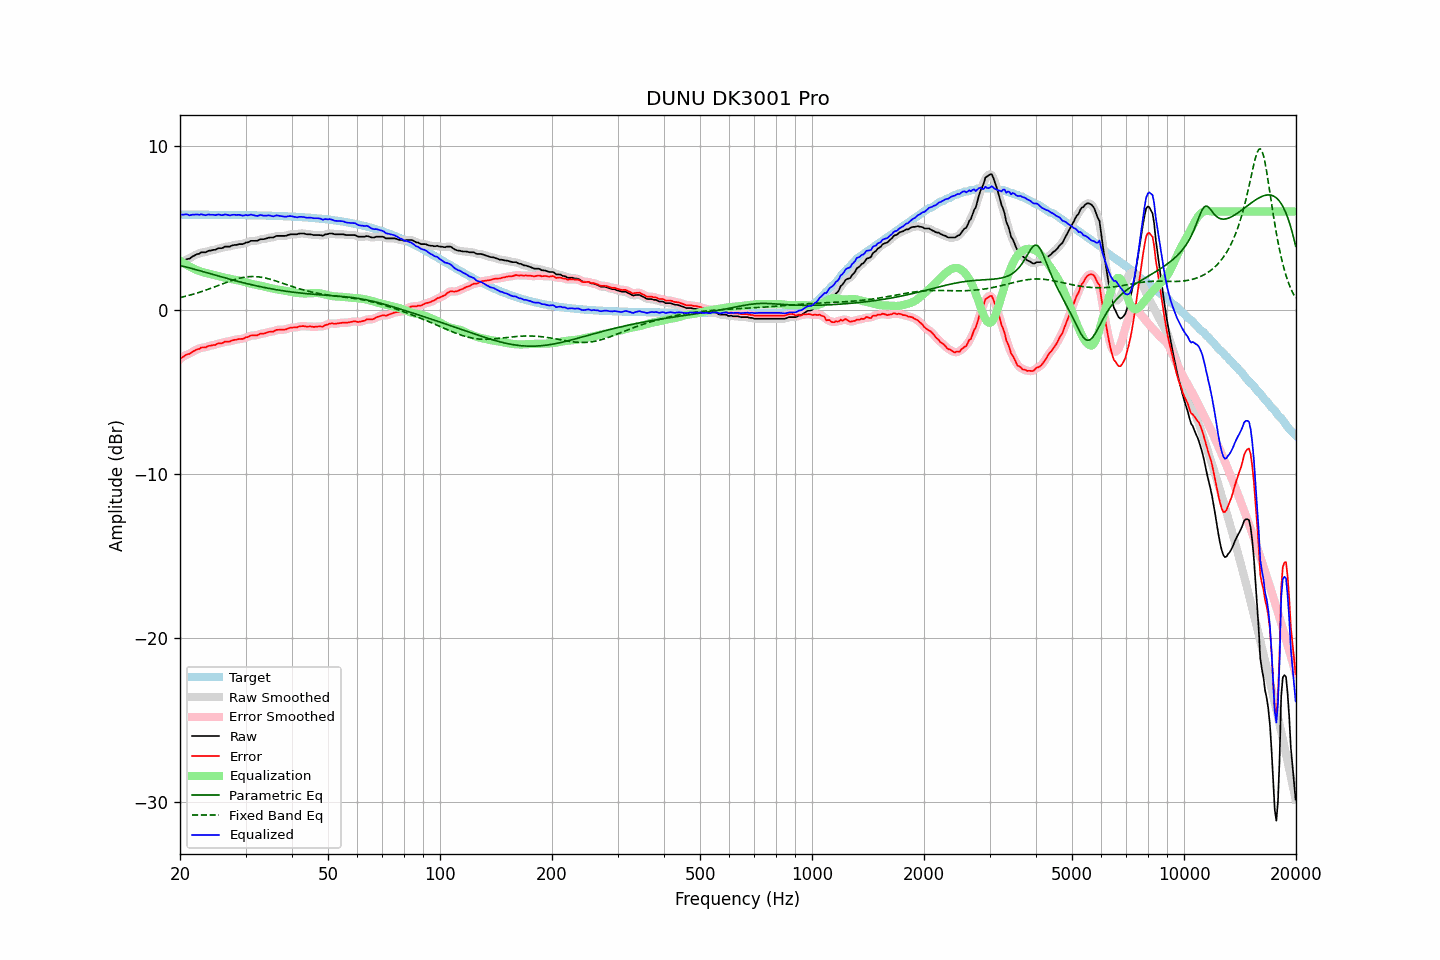 DUNU DK3001 Pro
Amplitude (dBr)
10
0
−10
−20
−30
Target
Raw Smoothed
Error Smoothed
Raw
Error
Equalization
Parametric Eq
Fixed Band Eq
Equalized
20
50
100
200
500
1000
2000
5000
10000
20000
Frequency (Hz)